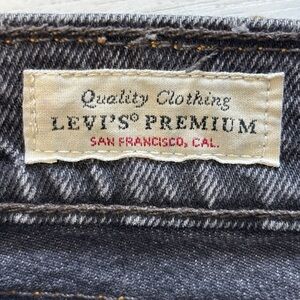 Quality Clothing
LEVI'S® PREMIUM
SAN FRANCISCO, CAL.